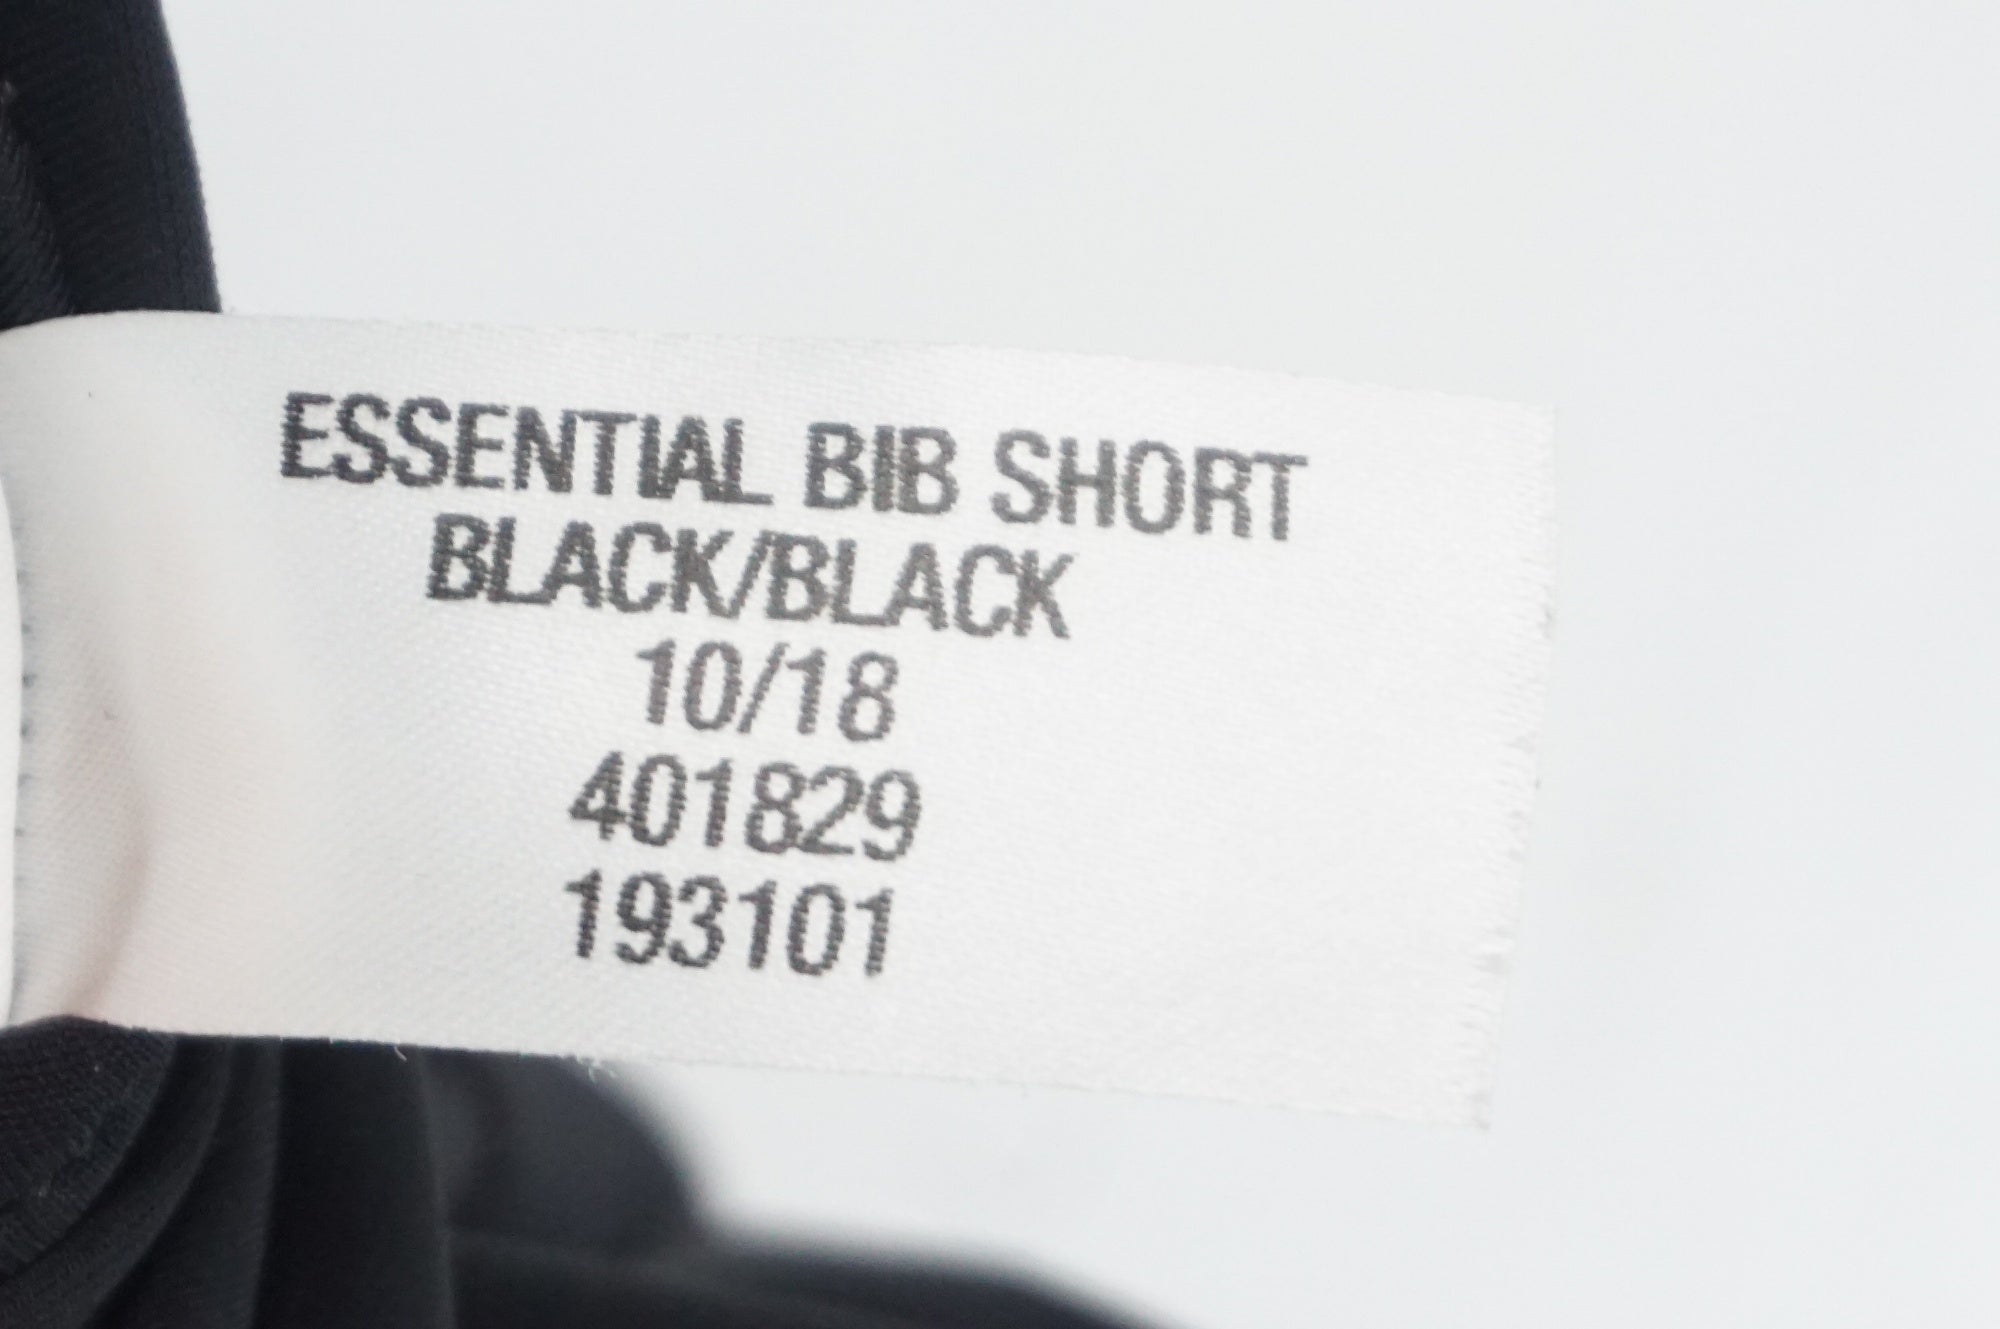 ESSENTIAL BIB SHORT
BLACK/BLACK
10/18
401829
193101